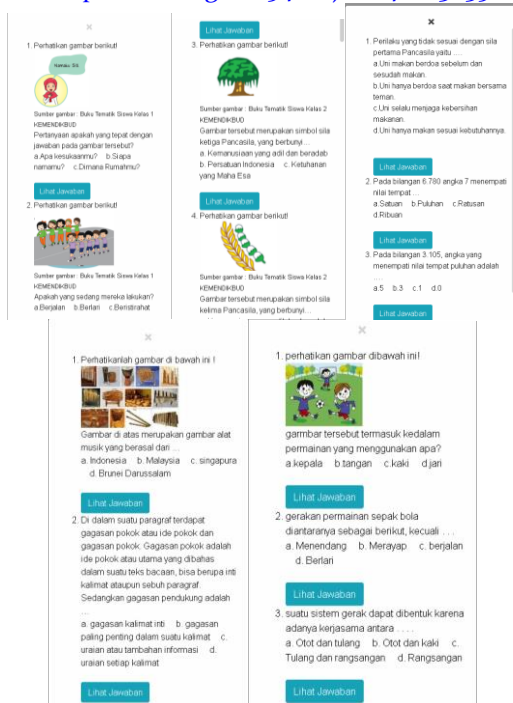 ×
1. Perhatikan gambar berikut!
Sumber gambar : Buku Tematik Siswa Kelas 1
KEMENDIKBUD
Pertanyaan apakah yang tepat dengan
jawaban pada gambar tersebut?
a.Apa kesukaanmu? b.Siapa
namamu? c.Dimana Rumahmu?
Lihat Jawaban
2. Perhatikan gambar berikut!
Sumber gambar : Buku Tematik Siswa Kelas 1
KEMENDIKBUD
Apakah yang sedang mereka lakukan?
a.Berjalan b.Berlari c.Beristirahat
Lihat Jawaban
3. Perhatikan gambar berikut!
Sumber gambar : Buku Tematik Siswa Kelas 2
KEMENDIKBUD
Gambar tersebut merupakan simbol sila
ketiga Pancasila, yang berbunyi ...
a. Kemanusiaan yang adil dan beradab
b. Persatuan Indonesia c. Ketuhanan
yang Maha Esa
Lihat Jawaban
4. Perhatikan gambar berikut!
Sumber gambar : Buku Tematik Siswa Kelas 2
KEMENDIKBUD
Gambar tersebut merupakan simbol sila
kelima Pancasila, yang berbunyi ...
×
1. Perilaku yang tidak sesuai dengan sila
pertama Pancasila yaitu ...
a.Uni makan berdoa sebelum dan
sesudah makan.
b.Uni hanya berdoa saat makan bersama
teman.
c.Uni selalu menjaga kebersihan
makanan.
d.Uni hanya makan sesuai kebutuhannya.
Lihat Jawaban
2. Pada bilangan 6.780 angka 7 menempati
nilai tempat ...
a.Satuan b.Puluhan c.Ratusan
d.Ribuan
Lihat Jawaban
3. Pada bilangan 3.105, angka yang
menempati nilai tempat puluhan adalah
....
a.5 b.3 c.1 d.0
Lihat Jawaban
×
1. Perhatikanlah gambar di bawah ini !
Gambar di atas merupakan gambar alat
musik yang berasal dari ...
a. Indonesia b. Malaysia c. singapura
d. Brunei Darussalam
Lihat Jawaban
2. Di dalam suatu paragraf terdapat
gagasan pokok atau ide pokok dan
gagasan pokok. Gagasan pokok adalah
ide pokok atau utama yang dibahas
dalam suatu teks bacaan, bisa berupa inti
kalimat ataupun sebuh paragraf.
Sedangkan gagasan pendukung adalah
...
a. gagasan kalimat inti b. gagasan
paling penting dalam suatu kalimat c.
uraian atau tambahan informasi d.
uraian setiap kalimat
Lihat Jawaban
×
1. perhatikan gambar dibawah ini!
garmbar tersebut termasuk kedalam
permainan yang menggunakan apa?
a.kepala b.tangan c.kaki d.jari
Lihat Jawaban
2. gerakan permainan sepak bola
diantaranya sebagai berikut, kecuali . . .
a. Menendang b. Merayap c. berjalan
d. Berlari
Lihat Jawaban
3. suatu sistem gerak dapat dibentuk karena
adanya kerjasama antara . . . .
a. Otot dan tulang b. Otot dan kaki c.
Tulang dan rangsangan d. Rangsangan
Lihat Jawaban